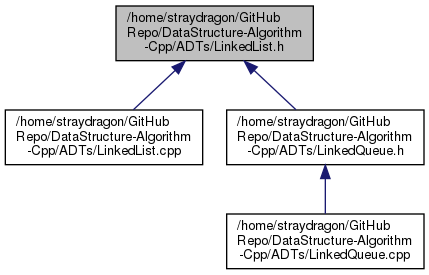 /home/straydragon/GitHub
Repo/DataStructure-Algorithm
-Cpp/ADTs/LinkedList.h
/home/straydragon/GitHub
Repo/DataStructure-Algorithm
-Cpp/ADTs/LinkedList.cpp
/home/straydragon/GitHub
Repo/DataStructure-Algorithm
-Cpp/ADTs/LinkedQueue.h
/home/straydragon/GitHub
Repo/DataStructure-Algorithm
-Cpp/ADTs/LinkedQueue.cpp